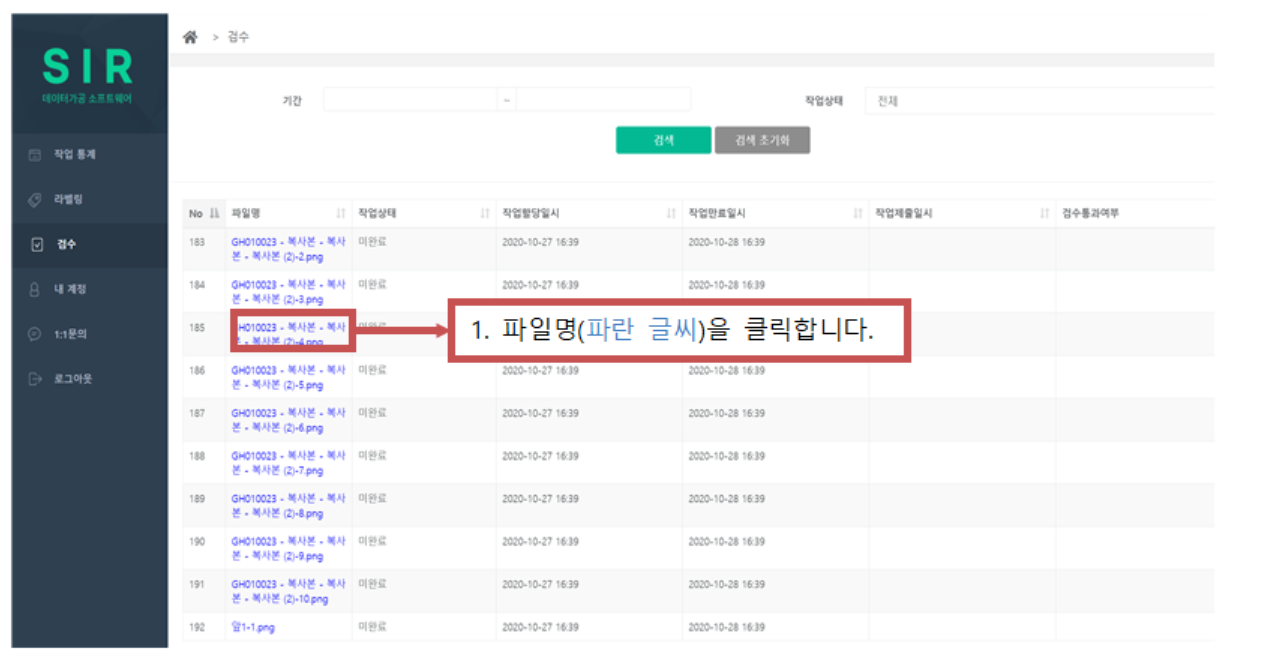 SIR
데이터가공 소프트웨어
작업 통계
라벨링
검수
내 계정
1:1문의
로그아웃
> 검수
기간 ~ 작업상태 전체
검색 검색 초기화
No 파일명 작업상태 작업할당일시 작업만료일시 작업제출일시 검수통과여부
183 GH010023 - 복사본 - 복사 미완료 2020-10-27 16:39 2020-10-28 16:39
본 - 복사본 (2)-2.png
184 GH010023 - 복사본 - 복사 미완료 2020-10-27 16:39 2020-10-28 16:39
본 - 복사본 (2)-3.png
185 GH010023 - 복사본 - 복사
본 - 복사본 (2)-4.png
1. 파일명(파란 글씨)을 클릭합니다.
186 GH010023 - 복사본 - 복사 미완료 2020-10-27 16:39 2020-10-28 16:39
본 - 복사본 (2)-5.png
187 GH010023 - 복사본 - 복사 미완료 2020-10-27 16:39 2020-10-28 16:39
본 - 복사본 (2)-6.png
188 GH010023 - 복사본 - 복사 미완료 2020-10-27 16:39 2020-10-28 16:39
본 - 복사본 (2)-7.png
189 GH010023 - 복사본 - 복사 미완료 2020-10-27 16:39 2020-10-28 16:39
본 - 복사본 (2)-8.png
190 GH010023 - 복사본 - 복사 미완료 2020-10-27 16:39 2020-10-28 16:39
본 - 복사본 (2)-9.png
191 GH010023 - 복사본 - 복사 미완료 2020-10-27 16:39 2020-10-28 16:39
본 - 복사본 (2)-10.png
192 앞1-1.png 미완료 2020-10-27 16:39 2020-10-28 16:39